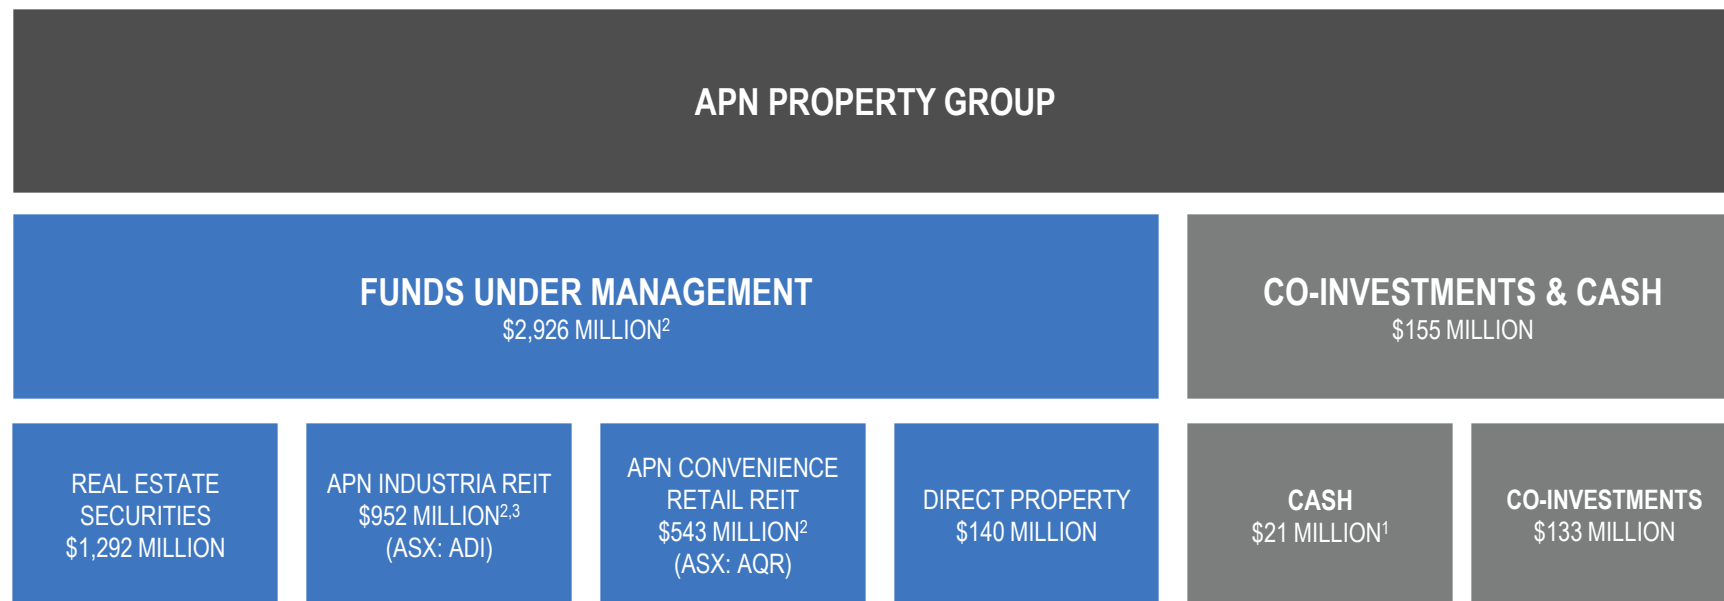 APN PROPERTY GROUP
FUNDS UNDER MANAGEMENT
$2,926 MILLION²
CO-INVESTMENTS & CASH
$155 MILLION
REAL ESTATE
SECURITIES
$1,292 MILLION
APN INDUSTRIA REIT
$952 MILLION²,³
(ASX: ADI)
APN CONVENIENCE
RETAIL REIT
$543 MILLION²
(ASX: AQR)
DIRECT PROPERTY
$140 MILLION
CASH
$21 MILLION¹
CO-INVESTMENTS
$133 MILLION